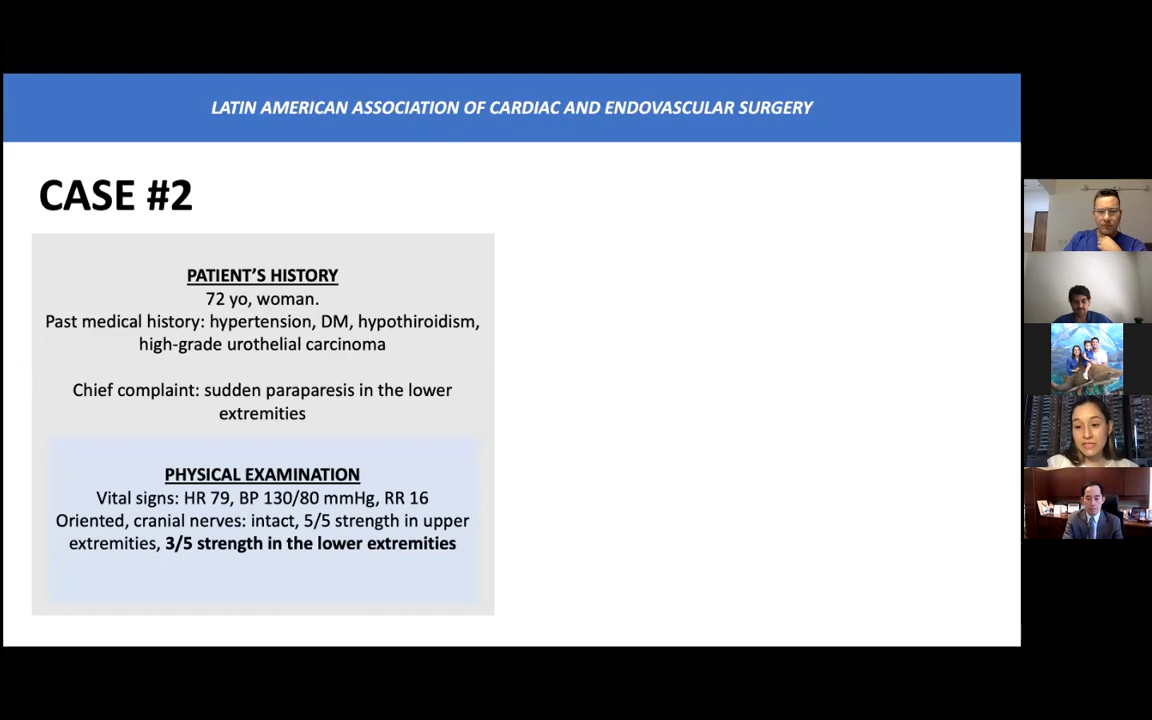 LATIN AMERICAN ASSOCIATION OF CARDIAC AND ENDOVASCULAR SURGERY
CASE #2
PATIENT'S HISTORY
72 yo, woman.
Past medical history: hypertension, DM, hypothiroidism,
high-grade urothelial carcinoma
Chief complaint: sudden paraparesis in the lower
extremities
PHYSICAL EXAMINATION
Vital signs: HR 79, BP 130/80 mmHg, RR 16
Oriented, cranial nerves: intact, 5/5 strength in upper
extremities, 3/5 strength in the lower extremities